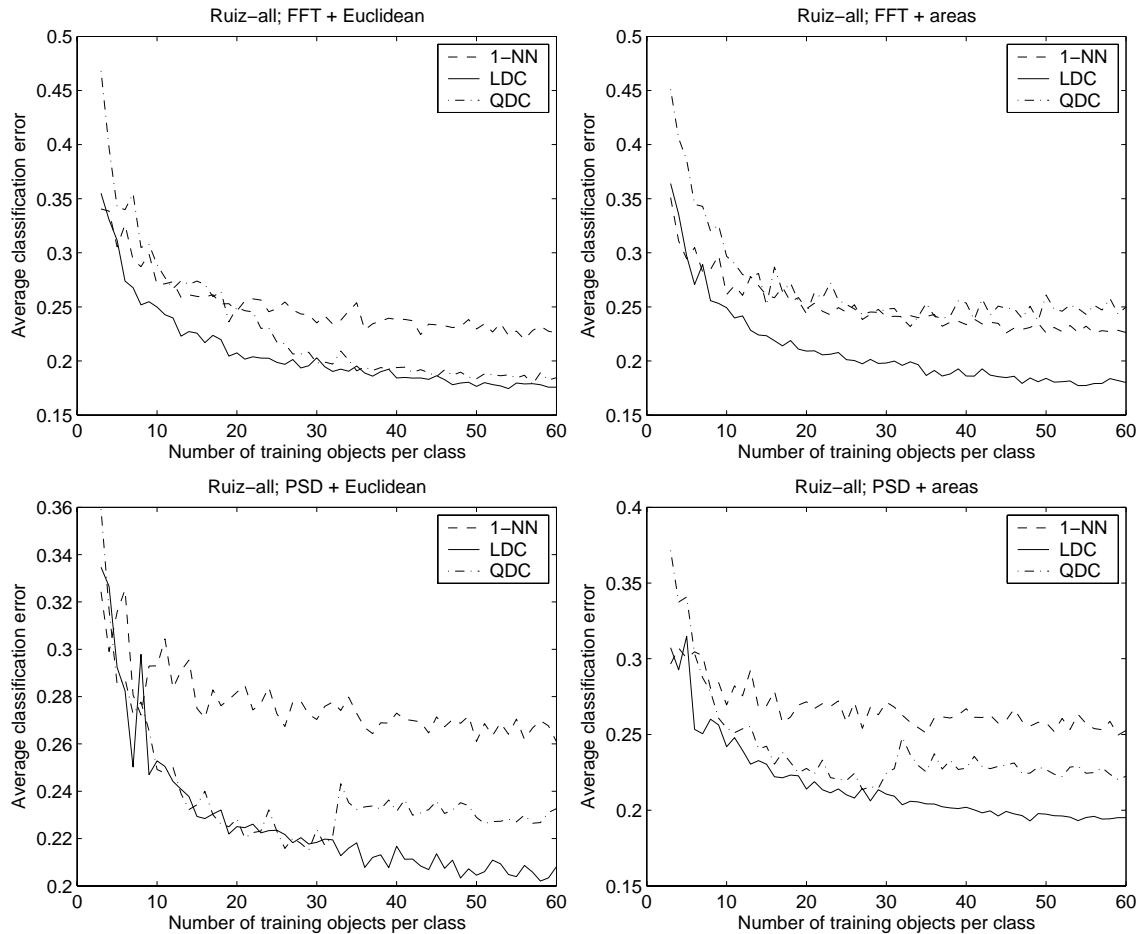 Ruiz−all; FFT + Euclidean
Average classification error
0.5
0.45
0.4
0.35
0.3
0.25
0.2
0.15
1−NN
LDC
QDC
0 10 20 30 40 50 60
Number of training objects per class
Ruiz−all; FFT + areas
Average classification error
0.5
0.45
0.4
0.35
0.3
0.25
0.2
0.15
1−NN
LDC
QDC
0 10 20 30 40 50 60
Number of training objects per class
Ruiz−all; PSD + Euclidean
Average classification error
0.36
0.34
0.32
0.3
0.28
0.26
0.24
0.22
0.2
1−NN
LDC
QDC
0 10 20 30 40 50 60
Number of training objects per class
Ruiz−all; PSD + areas
Average classification error
0.4
0.35
0.3
0.25
0.2
0.15
1−NN
LDC
QDC
0 10 20 30 40 50 60
Number of training objects per class